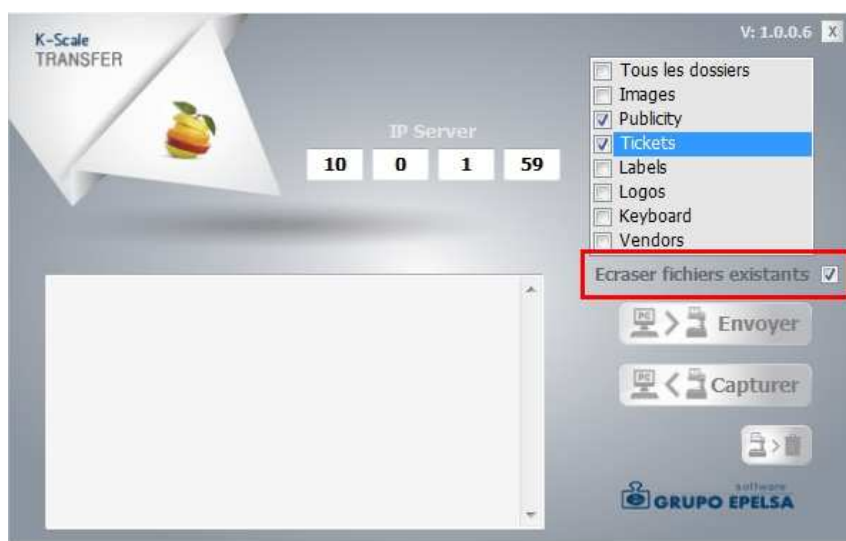 K-Scale
TRANSFER
V: 1.0.0.6 X
IP Server
10 0 1 59
Tous les dossiers
Images
Publicity
Tickets
Labels
Logos
Keyboard
Vendors
Ecraser fichiers existants
PC Envoyer
PC Capturer
software
GRUPO EPELSA